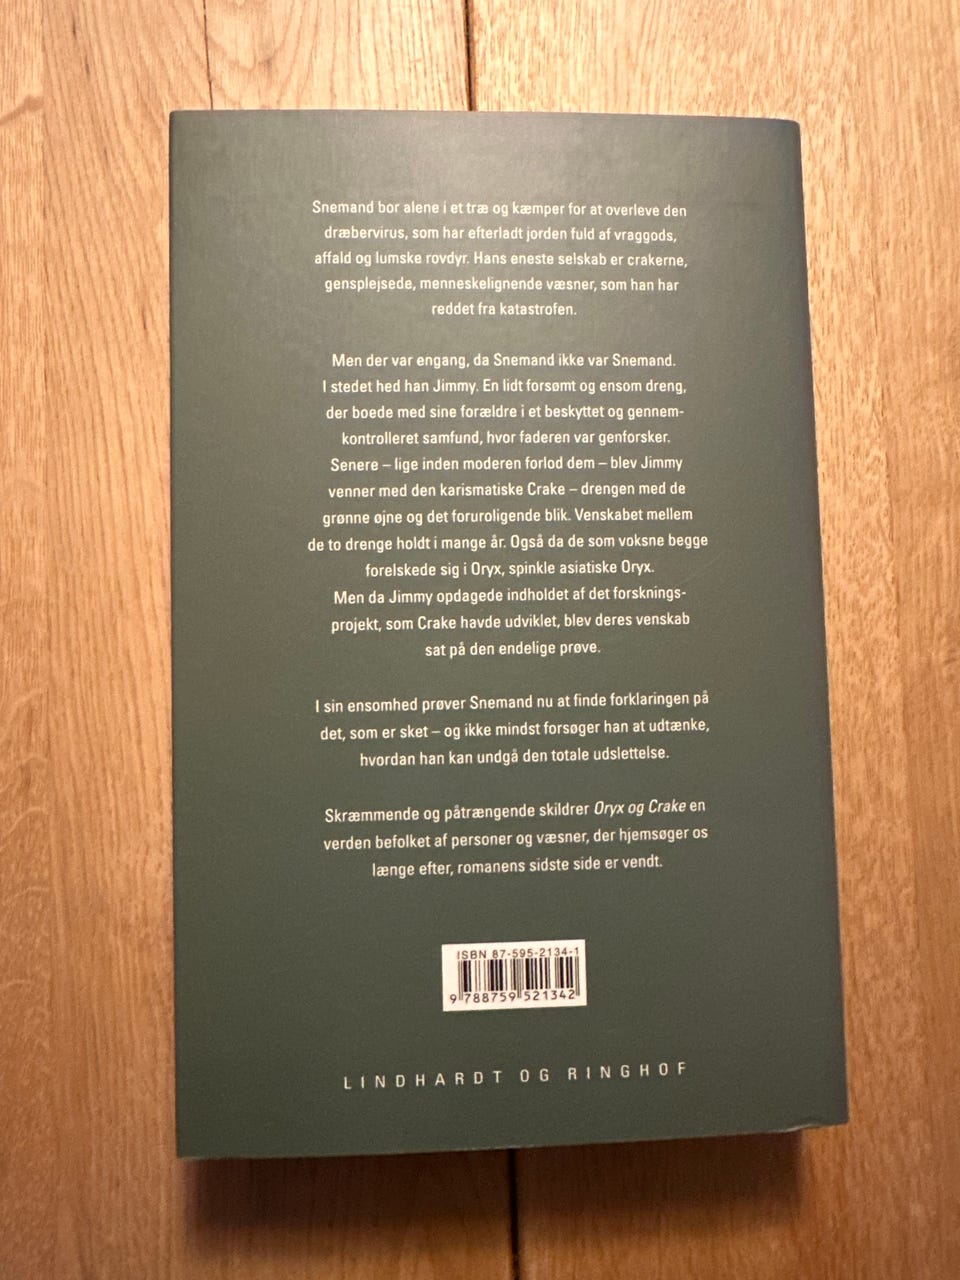 Snemand bor alene i et træ og kæmper for at overleve den
dræbervirus, som har efterladt jorden fuld af vraggods,
affald og lumske rovdyr. Hans eneste selskab er crakerne,
gensplejsede, menneskelignende væsner, som han har
reddet fra katastrofen.
Men der var engang, da Snemand ikke var Snemand.
I stedet hed han Jimmy. En lidt forsømt og ensom dreng,
der boede med sine forældre i et beskyttet og gennem-
kontrolleret samfund, hvor faderen var genforsker.
Senere – lige inden moderen forlod dem – blev Jimmy
venner med den karismatiske Crake – drengen med de
grønne øjne og det foruroligende blik. Venskabet mellem
de to drenge holdt i mange år. Også da de som voksne begge
forelskede sig i Oryx, spinkle asiatiske Oryx.
Men da Jimmy opdagede indholdet af det forsknings-
projekt, som Crake havde udviklet, blev deres venskab
sat på den endelige prøve.
I sin ensomhed prøver Snemand nu at finde forklaringen på
det, som er sket – og ikke mindst forsøger han at udtænke,
hvordan han kan undgå den totale udslettelse.
Skræmmende og påtrængende skildrer Oryx og Crake en
verden befolket af personer og væsner, der hjemsøger os
længe efter, romanens sidste side er vendt.
ISBN 87-595-2134-1
9 788759 521342
LINDHARDT OG RINGHOF